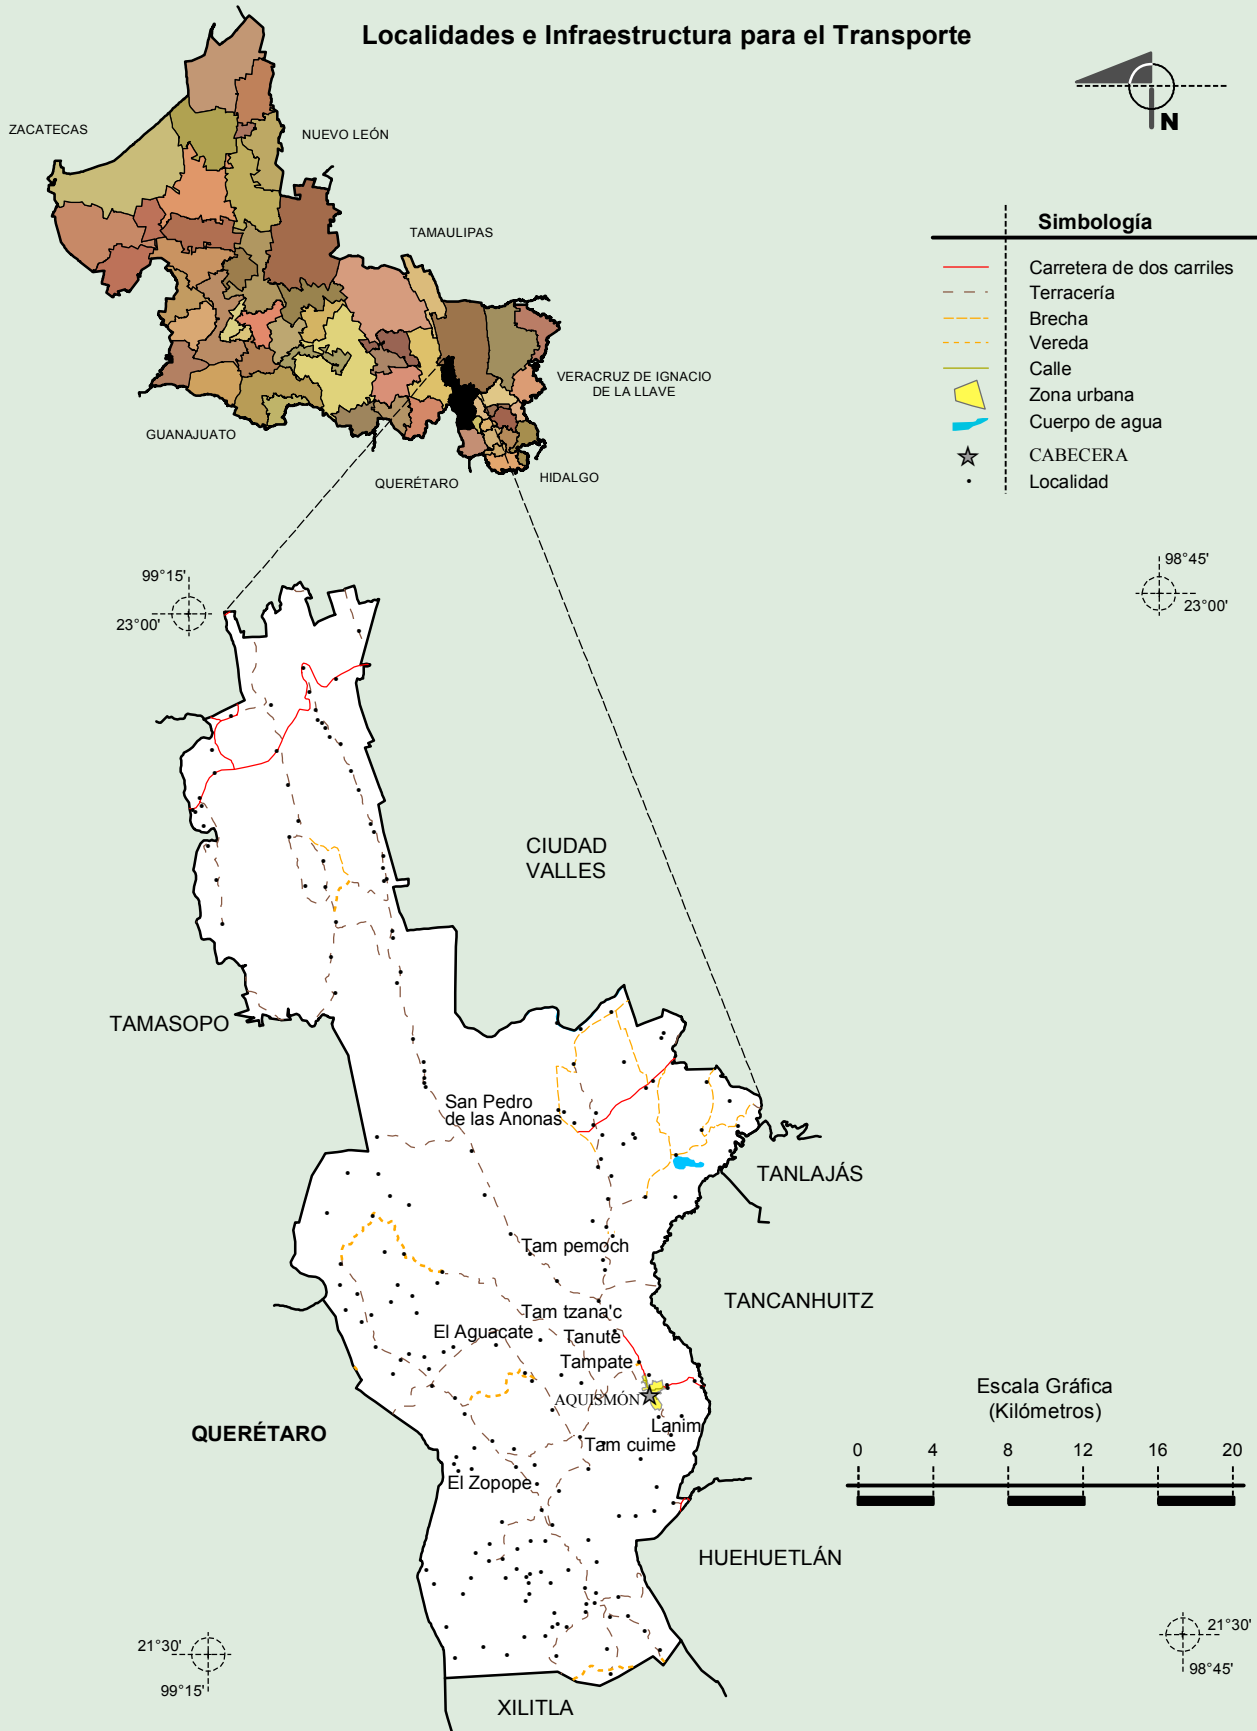 Localidades e Infraestructura para el Transporte
N
ZACATECAS
NUEVO LEÓN
TAMAULIPAS
VERACRUZ DE IGNACIO
DE LA LLAVE
GUANAJUATO
QUERÉTARO
HIDALGO
Simbología
Carretera de dos carriles
Terracería
Brecha
Vereda
Calle
Zona urbana
Cuerpo de agua
CABECERA
Localidad
99°15'
23°00'
98°45'
23°00'
CIUDAD
VALLES
TAMASOPO
San Pedro
de las Anonas
TANLAJÁS
Tam pemoch
TANCANHUITZ
Tam tzana'c
El Aguacate
Tanute
Tampate
AQUISMÓN
Lanim
Tam cuime
QUERÉTARO
El Zopope
Escala Gráfica
(Kilómetros)
0 4 8 12 16 20
HUEHUETLÁN
21°30'
99°15'
21°30'
98°45'
XILITLA